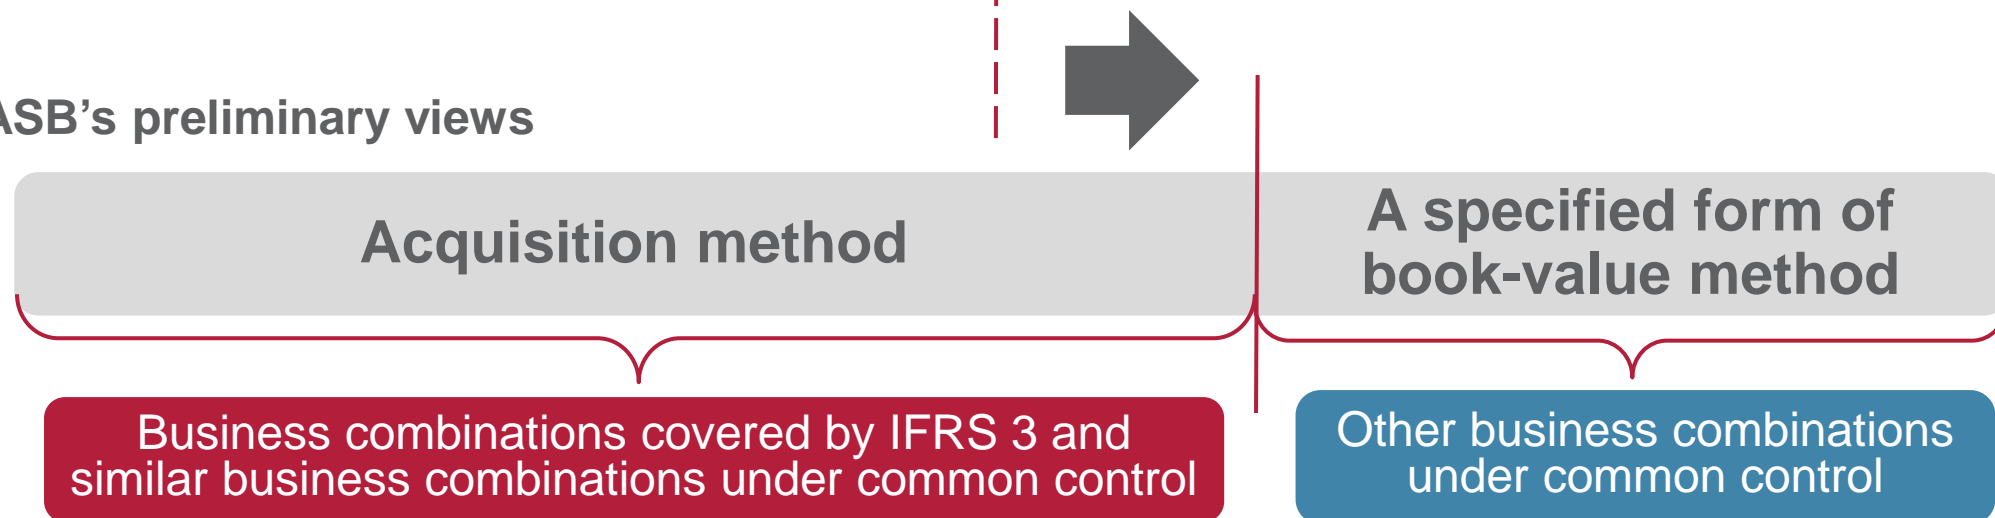 ASB's preliminary views
Acquisition method
A specified form of
book-value method
Business combinations covered by IFRS 3 and
similar business combinations under common control
Other business combinations
under common control